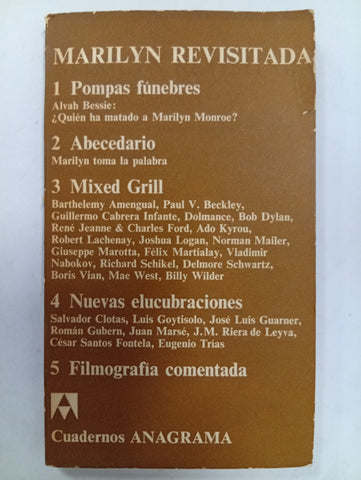 MARILYN REVISITADA
1 Pompas fúnebres
Alvah Bessie:
¿Quién ha matado a Marilyn Monroe?
2 Abecedario
Marilyn toma la palabra
3 Mixed Grill
Barthelemy Amengual, Paul V. Beckley,
Guillermo Cabrera Infante, Dolmance, Bob Dylan,
René Jeanne & Charles Ford, Ado Kyrou,
Robert Lachenay, Joshua Logan, Norman Mailer,
Giuseppe Marotta, Félix Martialay, Vladimir
Nabokov, Richard Schikel, Delmore Schwartz,
Boris Vian, Mae West, Billy Wilder
4 Nuevas elucubraciones
Salvador Clotas, Luis Goytisolo, José Luis Guarner,
Román Gubern, Juan Marsé, J.M. Riera de Leyva,
César Santos Fontela, Eugenio Trias
5 Filmografía comentada
Cuadernos ANAGRAMA